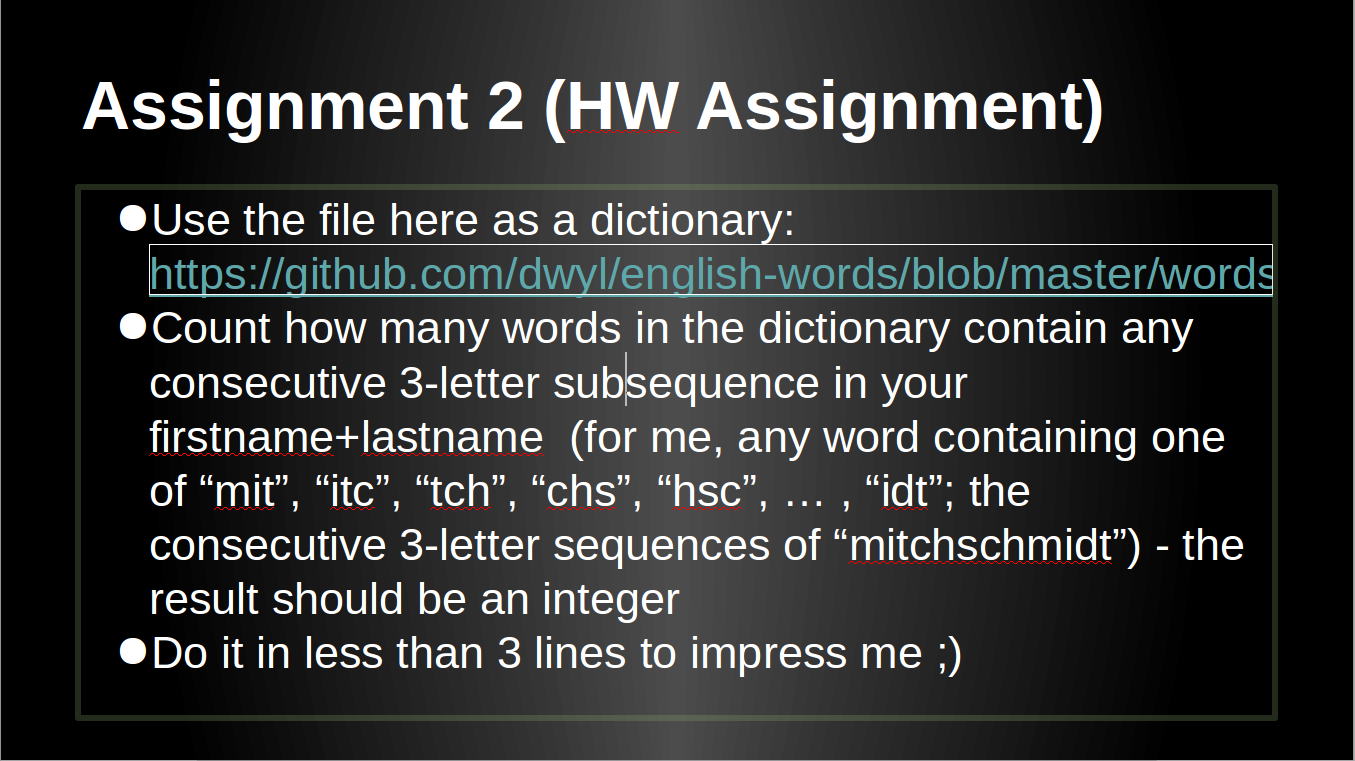 Assignment 2 (HW Assignment)
●Use the file here as a dictionary:
https://github.com/dwyl/english-words/blob/master/words
●Count how many words in the dictionary contain any
consecutive 3-letter subsequence in your
firstname+lastname  (for me, any word containing one
of “mit”, “itc”, “tch”, “chs”, “hsc”, … , “idt”; the
consecutive 3-letter sequences of “mitchschmidt”) - the
result should be an integer
●Do it in less than 3 lines to impress me ;)